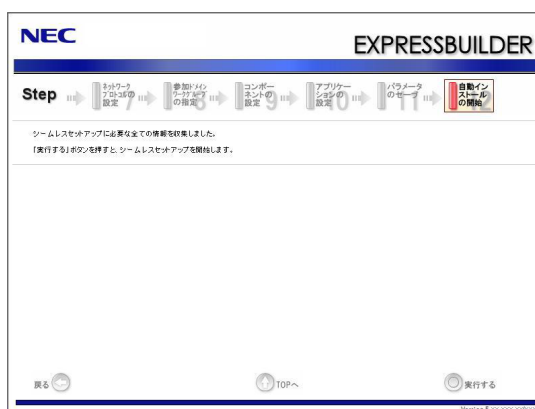 NEC
EXPRESSBUILDER
Step
ネットワーク
プロトコルの
設定
7
参加ドメイン
ワークグループ
の指定
8
コンポー
ネントの
設定
9
アプリケー
ションの
設定
10
パラメータ
のセーブ
11
自動イン
ストール
の開始
12
シームレスセットアップに必要な全ての情報を収集しました。
「実行する」ボタンを押すと、シームレスセットアップを開始します。
戻る
TOPへ
実行する